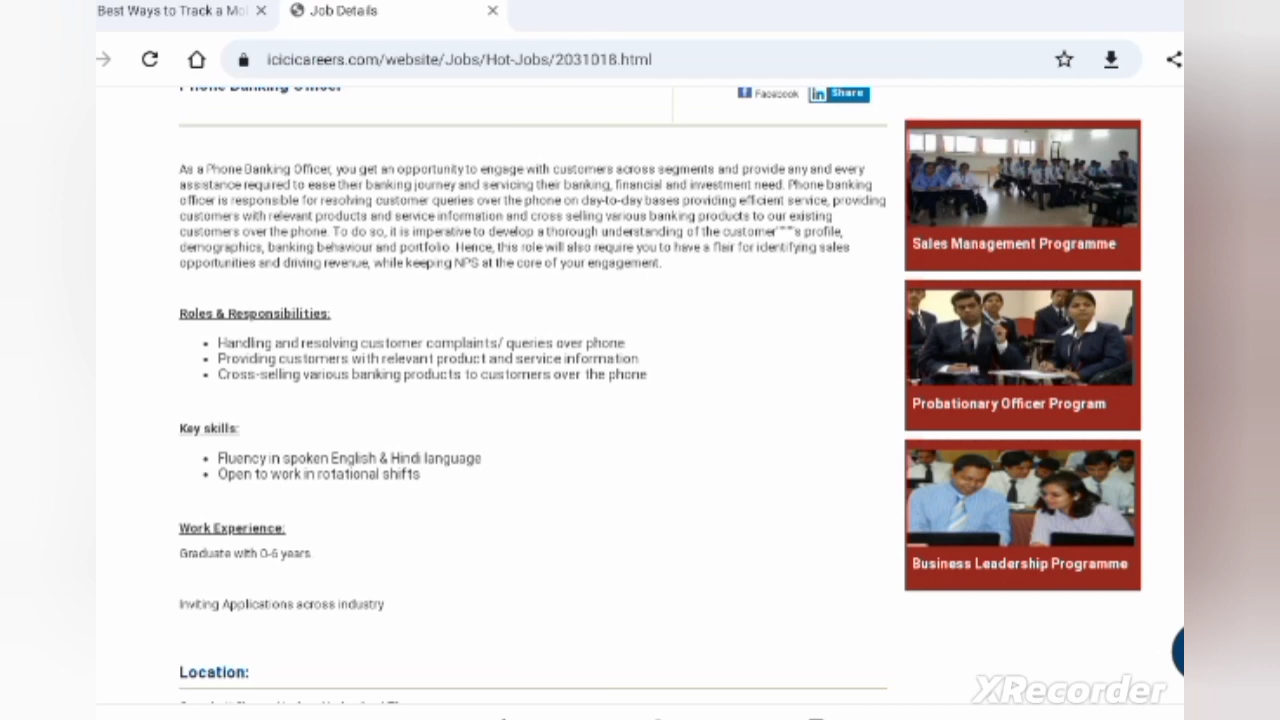 Best Ways to Track a Mo
Job Details
icicicareers.com/website/Jobs/Hot-Jobs/2031018.html
Phone Banking Officer
Facebook
in Share
As a Phone Banking Officer, you get an opportunity to engage with customers across segments and provide any and every
assistance required to ease their banking journey and servicing their banking, financial and investment need. Phone banking
officer is responsible for resolving customer queries over the phone on day-to-day bases providing efficient service, providing
customers with relevant products and service information and cross selling various banking products to our existing
customers over the phone. To do so, it is imperative to develop a thorough understanding of the customer""'s profile,
demographics, banking behaviour and portfolio. Hence, this role will also require you to have a flair for identifying sales
opportunities and driving revenue, while keeping NPS at the core of your engagement.
Roles & Responsibilities:
• Handling and resolving customer complaints/ queries over phone
• Providing customers with relevant product and service information
• Cross-selling various banking products to customers over the phone
Key skills:
• Fluency in spoken English & Hindi language
• Open to work in rotational shifts
Work Experience:
Graduate with 0-6 years.
Inviting Applications across industry
Location:
Sales Management Programme
Probationary Officer Program
Business Leadership Programme
XRecorder